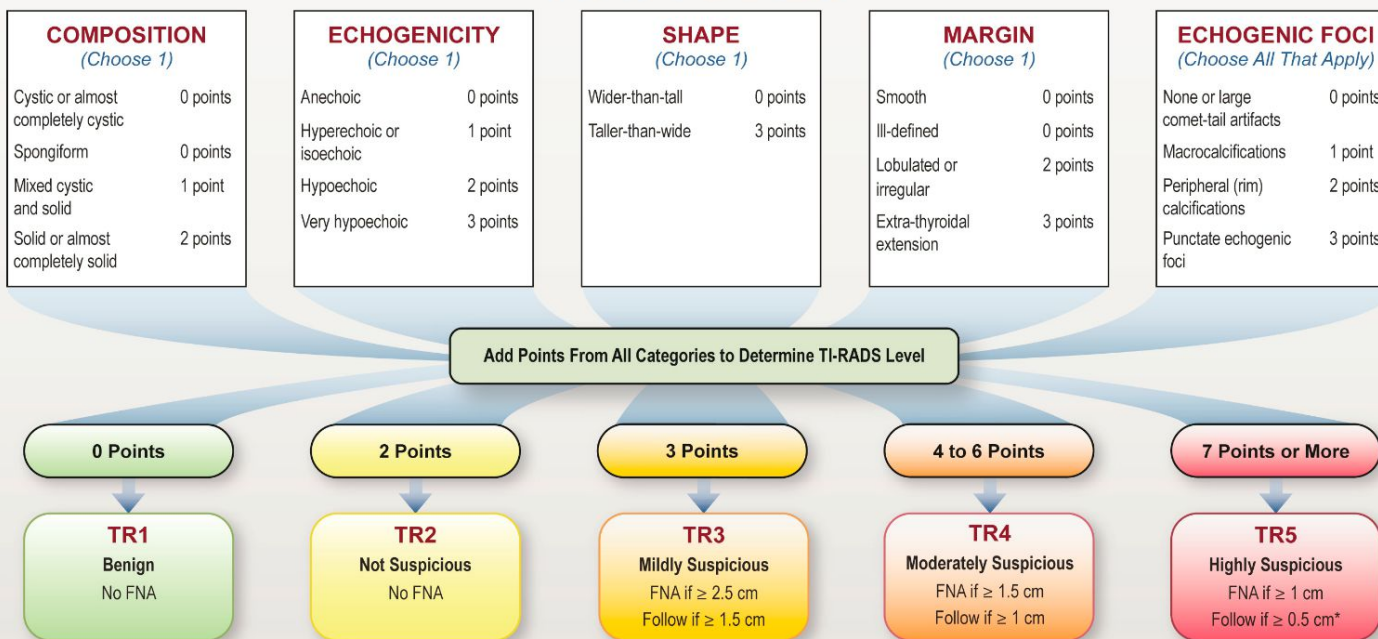 COMPOSITION
(Choose 1)
Cystic or almost 0 points
completely cystic
Spongiform 0 points
Mixed cystic 1 point
and solid
Solid or almost 2 points
completely solid
ECHOGENICITY
(Choose 1)
Anechoic 0 points
Hyperechoic or 1 point
isoechoic
Hypoechoic 2 points
Very hypoechoic 3 points
SHAPE
(Choose 1)
Wider-than-tall 0 points
Taller-than-wide 3 points
MARGIN
(Choose 1)
Smooth 0 points
Ill-defined 0 points
Lobulated or 2 points
irregular
Extra-thyroidal 3 points
extension
ECHOGENIC FOCI
(Choose All That Apply)
None or large 0 points
comet-tail artifacts
Macrocalcifications 1 point
Peripheral (rim) 2 points
calcifications
Punctate echogenic 3 points
foci
Add Points From All Categories to Determine TI-RADS Level
0 Points
2 Points
3 Points
4 to 6 Points
7 Points or More
TR1
Benign
No FNA
TR2
Not Suspicious
No FNA
TR3
Mildly Suspicious
FNA if ≥ 2.5 cm
Follow if ≥ 1.5 cm
TR4
Moderately Suspicious
FNA if ≥ 1.5 cm
Follow if ≥ 1 cm
TR5
Highly Suspicious
FNA if ≥ 1 cm
Follow if ≥ 0.5 cm*